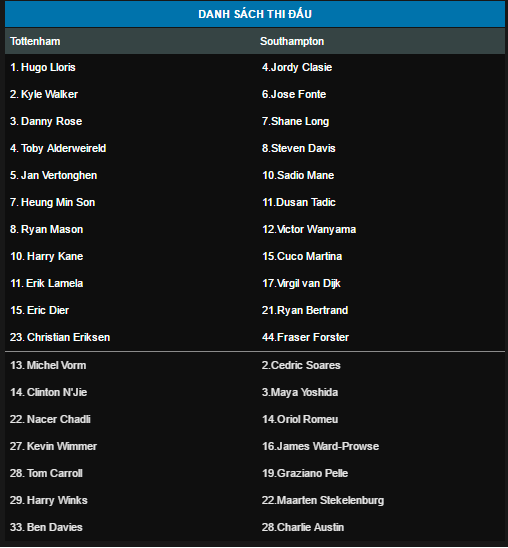 DANH SÁCH THI ĐẤU
Tottenham Southampton
1. Hugo Lloris 4.Jordy Clasie
2. Kyle Walker 6.Jose Fonte
3. Danny Rose 7.Shane Long
4. Toby Alderweireld 8.Steven Davis
5. Jan Vertonghen 10.Sadio Mane
7. Heung Min Son 11.Dusan Tadic
8. Ryan Mason 12.Victor Wanyama
10. Harry Kane 15.Cuco Martina
11. Erik Lamela 17.Virgil van Dijk
15. Eric Dier 21.Ryan Bertrand
23. Christian Eriksen 44.Fraser Forster
13. Michel Vorm 2.Cedric Soares
14. Clinton N'Jie 3.Maya Yoshida
22. Nacer Chadli 14.Oriol Romeu
27. Kevin Wimmer 16.James Ward-Prowse
28. Tom Carroll 19.Graziano Pelle
29. Harry Winks 22.Maarten Stekelenburg
33. Ben Davies 28.Charlie Austin